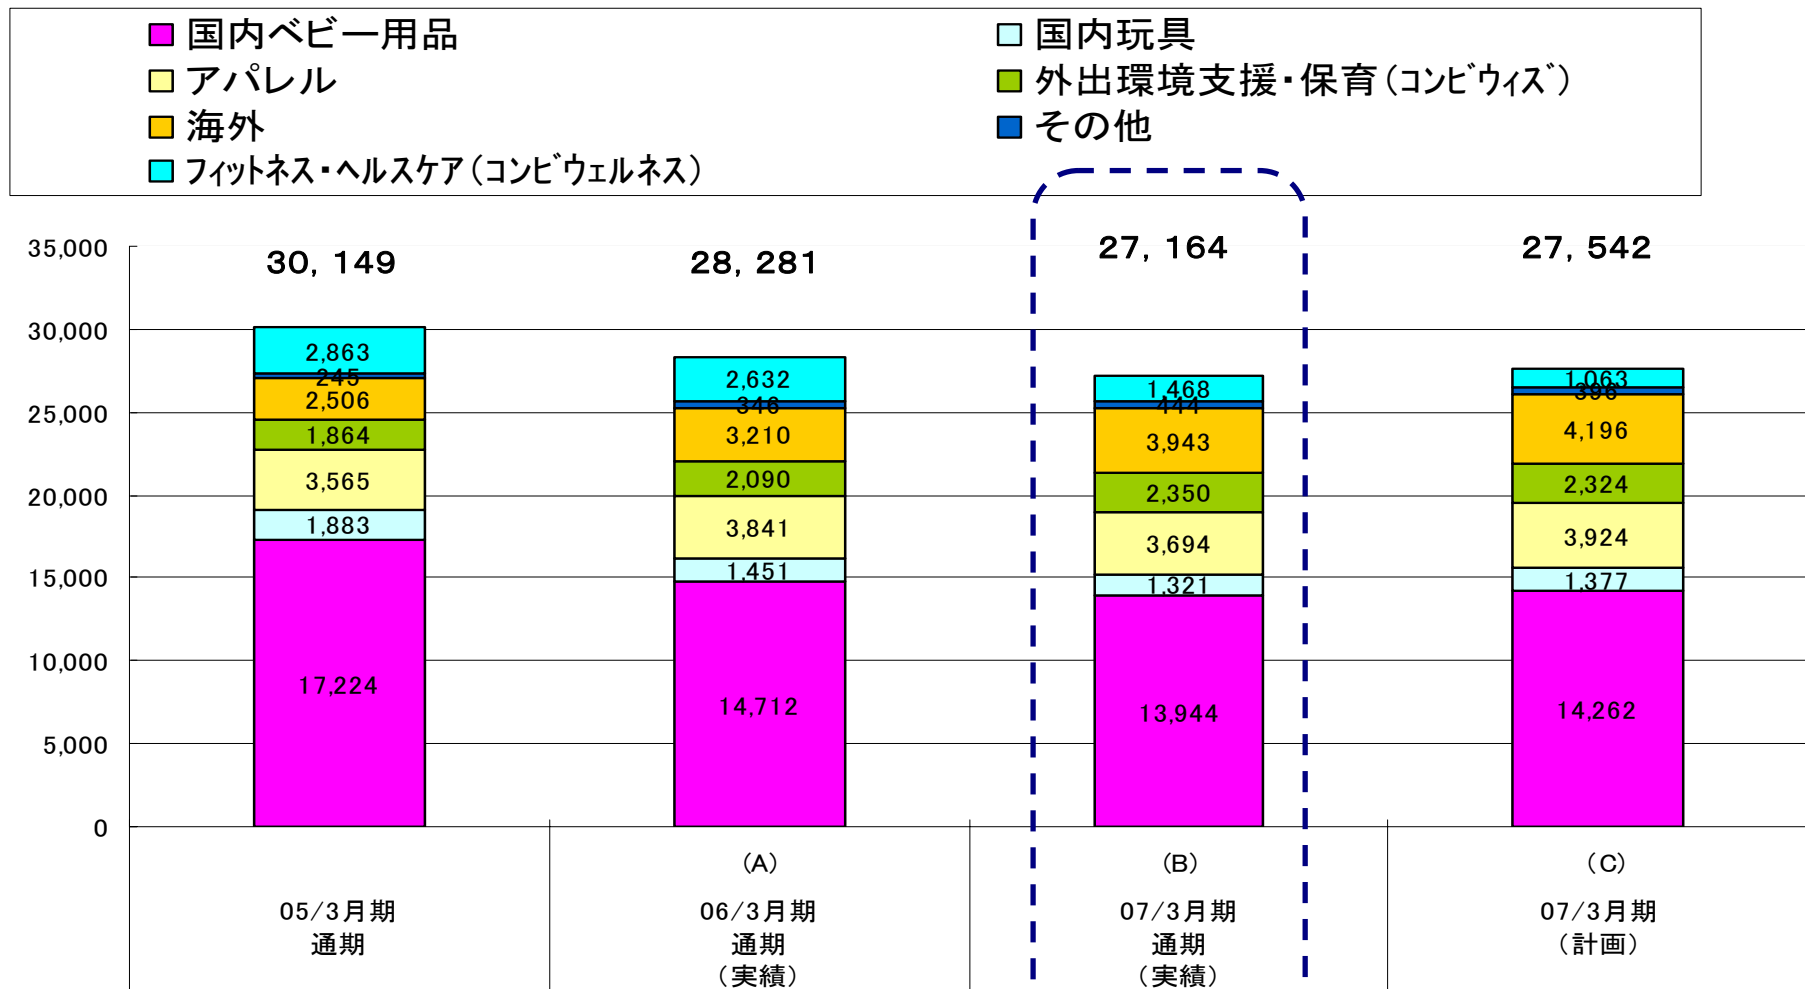 国内ベビー用品
国内玩具
アパレル
外出環境支援・保育（コンビウィズ）
海外
その他
フィットネス・ヘルスケア（コンビウェルネス）
35,000
30,000
25,000
20,000
15,000
10,000
5,000
0
30,149
28,281
27,164
27,542
2,863
245
2,506
1,864
3,565
1,883
17,224
2,632
346
3,210
2,090
3,841
1,451
14,712
1,468
444
3,943
2,350
3,694
1,321
13,944
1,063
396
4,196
2,324
3,924
1,377
14,262
05/3月期
通期
(A)
06/3月期
通期
（実績）
(B)
07/3月期
通期
（実績）
（C）
07/3月期
（計画）